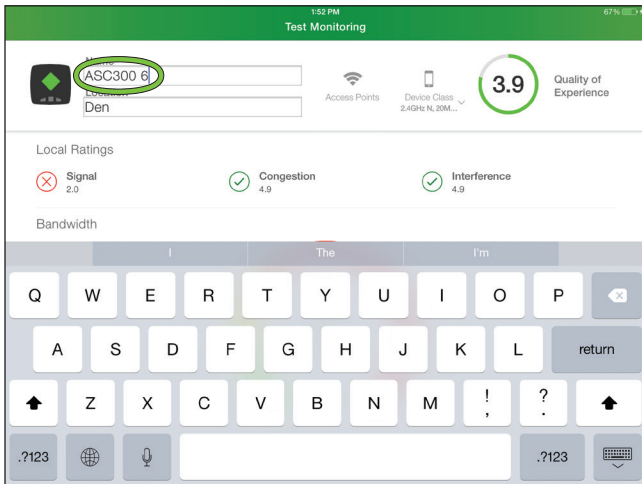 1:52 PM
67%
Test Monitoring
Name
ASC300 6
Location
Den
Access Points
Device Class
2.4GHz N, 20M...
3.9
Quality of
Experience
Local Ratings
Signal
2.0
Congestion
4.9
Interference
4.9
Bandwidth
I The I'm
Q W E R T Y U I O P
A S D F G H J K L return
Z X C V B N M ! , ? .
.?123 .?123